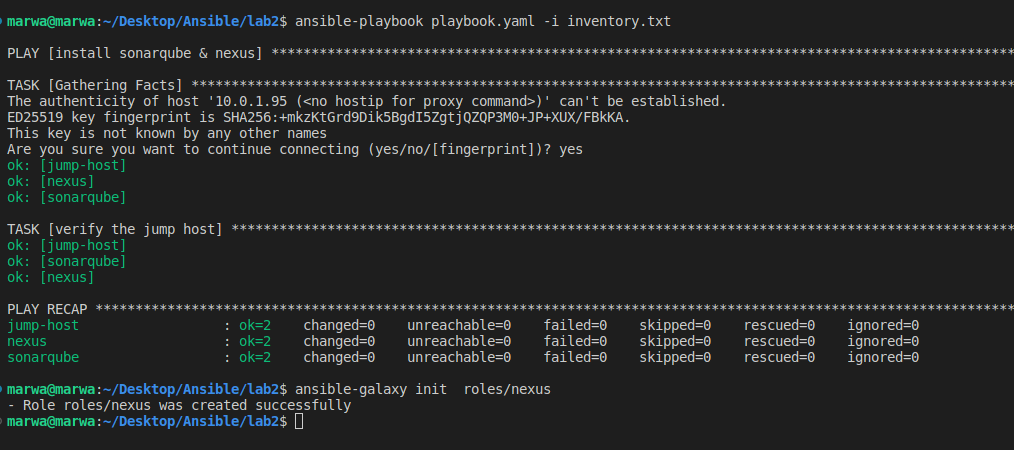 marwa@marwa:~/Desktop/Ansible/lab2$ ansible-playbook playbook.yaml -i inventory.txt
PLAY [install sonarqube & nexus] *********************************************************************************************
TASK [Gathering Facts] *******************************************************************************************************
The authenticity of host '10.0.1.95 (<no hostip for proxy command>)' can't be established.
ED25519 key fingerprint is SHA256:+mkzKtGrd9Dik5BgdI5ZgtjQZQP3M0+JP+XUX/FBkKA.
This key is not known by any other names
Are you sure you want to continue connecting (yes/no/[fingerprint])? yes
ok: [jump-host]
ok: [nexus]
ok: [sonarqube]
TASK [verify the jump host] **************************************************************************************************
ok: [jump-host]
ok: [sonarqube]
ok: [nexus]
PLAY RECAP *******************************************************************************************************************
jump-host                  : ok=2    changed=0    unreachable=0    failed=0    skipped=0    rescued=0    ignored=0
nexus                      : ok=2    changed=0    unreachable=0    failed=0    skipped=0    rescued=0    ignored=0
sonarqube                  : ok=2    changed=0    unreachable=0    failed=0    skipped=0    rescued=0    ignored=0
marwa@marwa:~/Desktop/Ansible/lab2$ ansible-galaxy init  roles/nexus
- Role roles/nexus was created successfully
marwa@marwa:~/Desktop/Ansible/lab2$